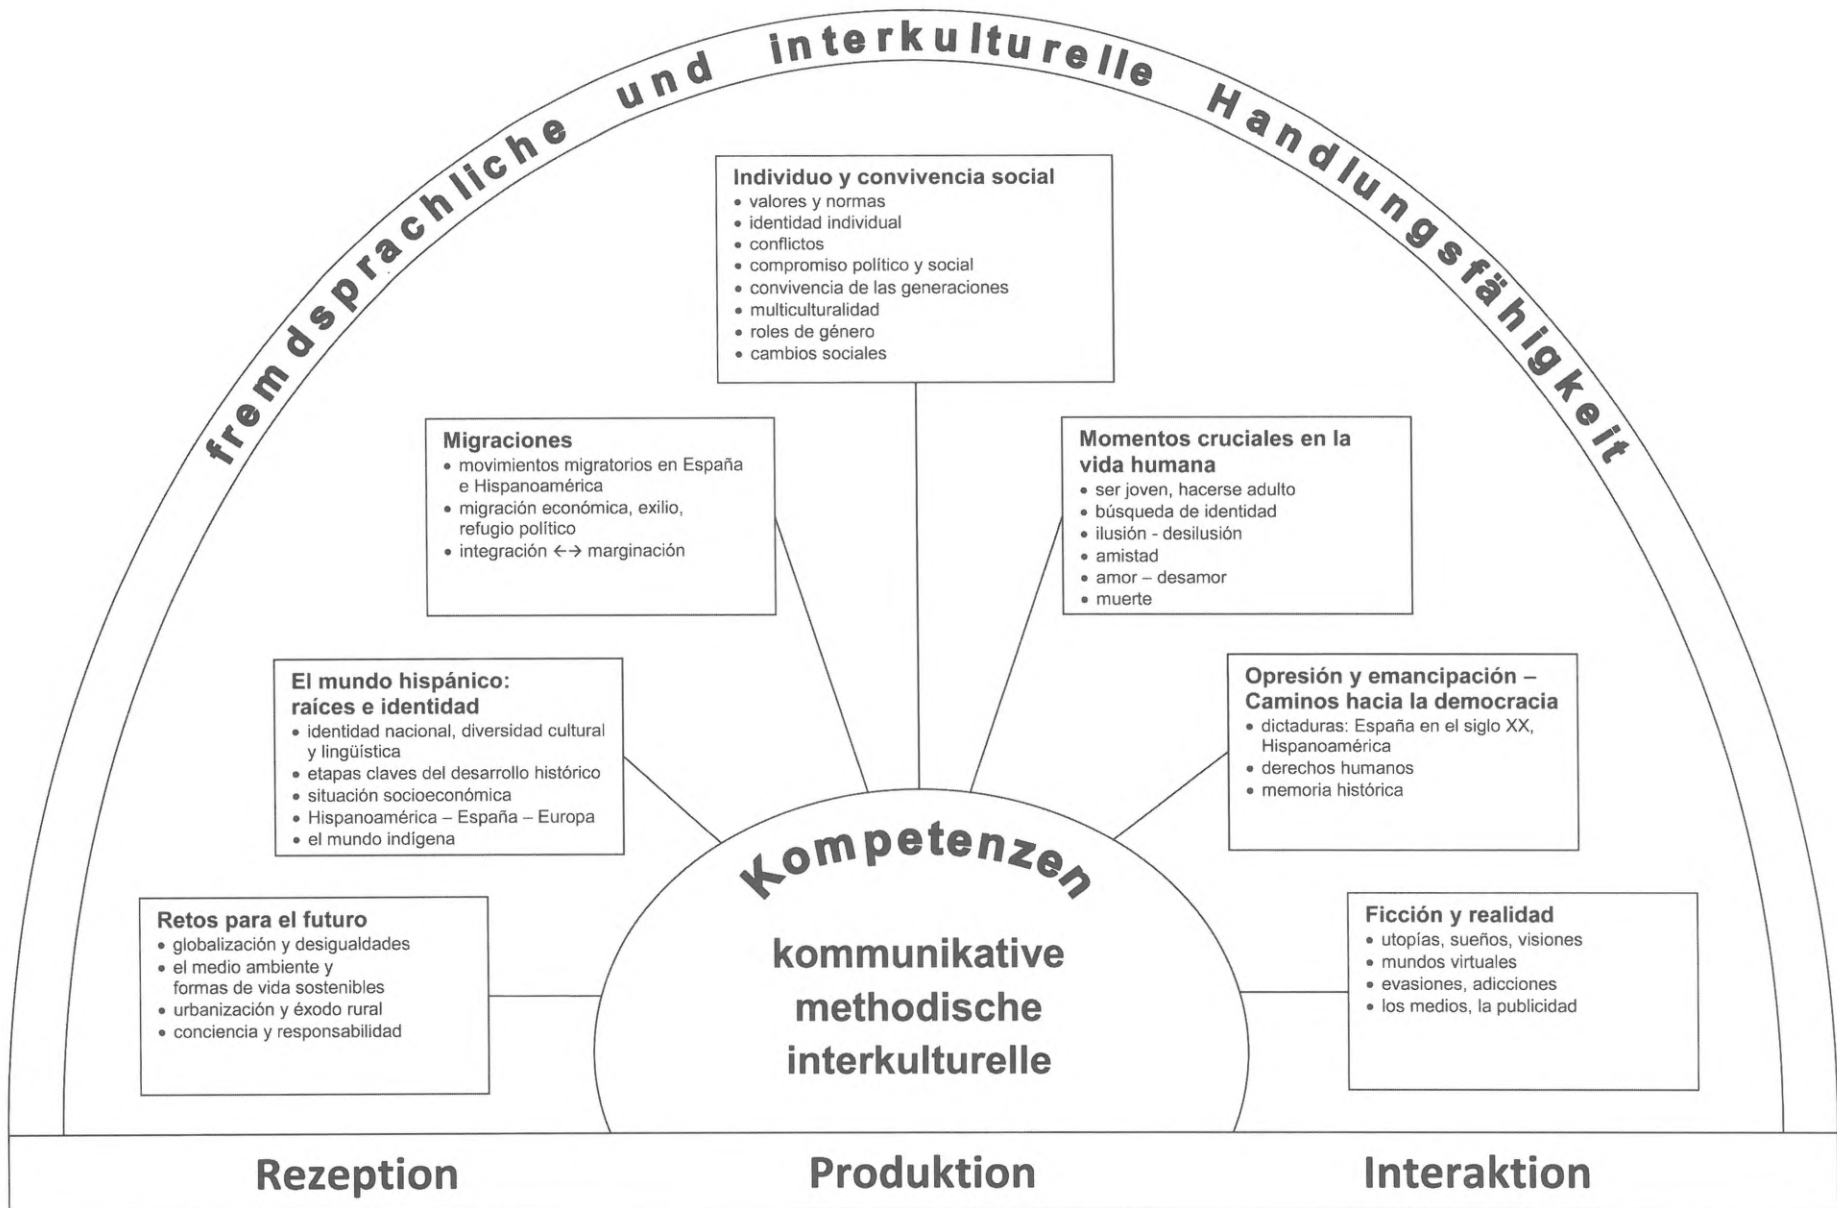 fremdsprachliche und interkulturelle Handlungsfähigkeit
Individuo y convivencia social
• valores y normas
• identidad individual
• conflictos
• compromiso político y social
• convivencia de las generaciones
• multiculturalidad
• roles de género
• cambios sociales
Migraciones
• movimientos migratorios en España
e Hispanoamérica
• migración económica, exilio,
refugio político
• integración ←→ marginación
Momentos cruciales en la
vida humana
• ser joven, hacerse adulto
• búsqueda de identidad
• ilusión - desilusión
• amistad
• amor – desamor
• muerte
El mundo hispánico:
raíces e identidad
• identidad nacional, diversidad cultural
y lingüística
• etapas claves del desarrollo histórico
• situación socioeconómica
• Hispanoamérica – España – Europa
• el mundo indígena
Opresión y emancipación –
Caminos hacia la democracia
• dictaduras: España en el siglo XX,
Hispanoamérica
• derechos humanos
• memoria histórica
Retos para el futuro
• globalización y desigualdades
• el medio ambiente y
formas de vida sostenibles
• urbanización y éxodo rural
• conciencia y responsabilidad
Kompetenzen
kommunikative
methodische
interkulturelle
Ficción y realidad
• utopías, sueños, visiones
• mundos virtuales
• evasiones, adicciones
• los medios, la publicidad
Rezeption Produktion Interaktion